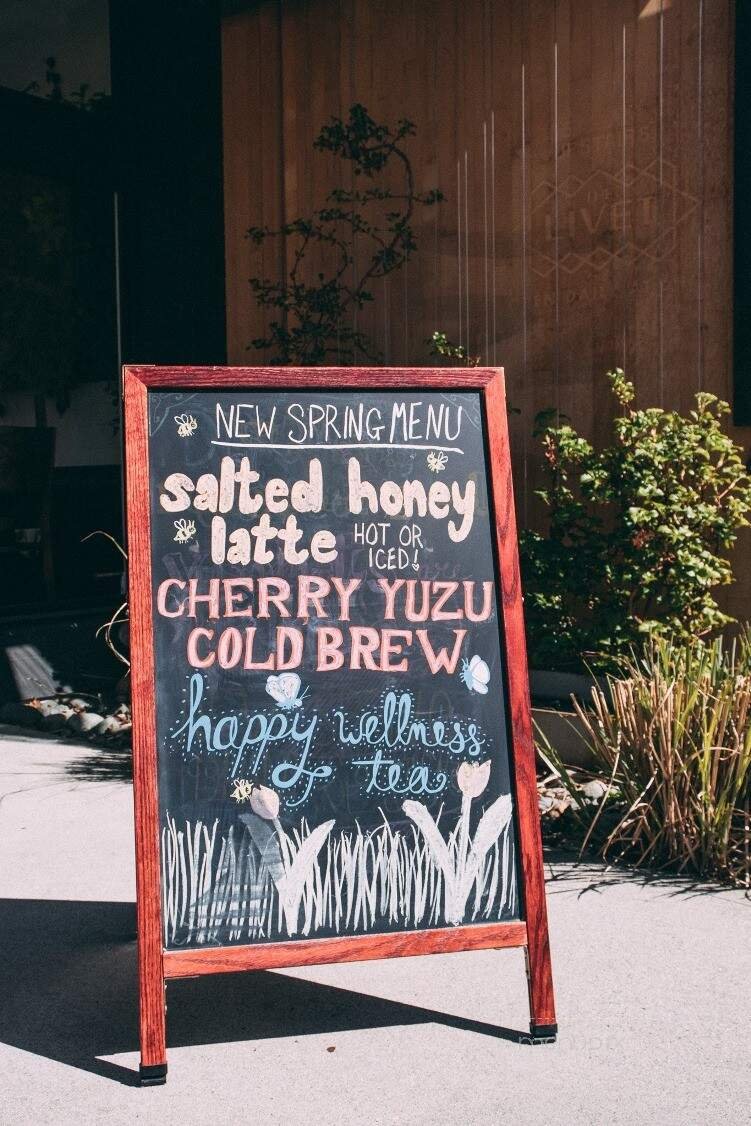 NEW SPRING MENU
salted honey
latte HOT OR
ICED!
CHERRY YUZU
COLD BREW
happy wellness
tea